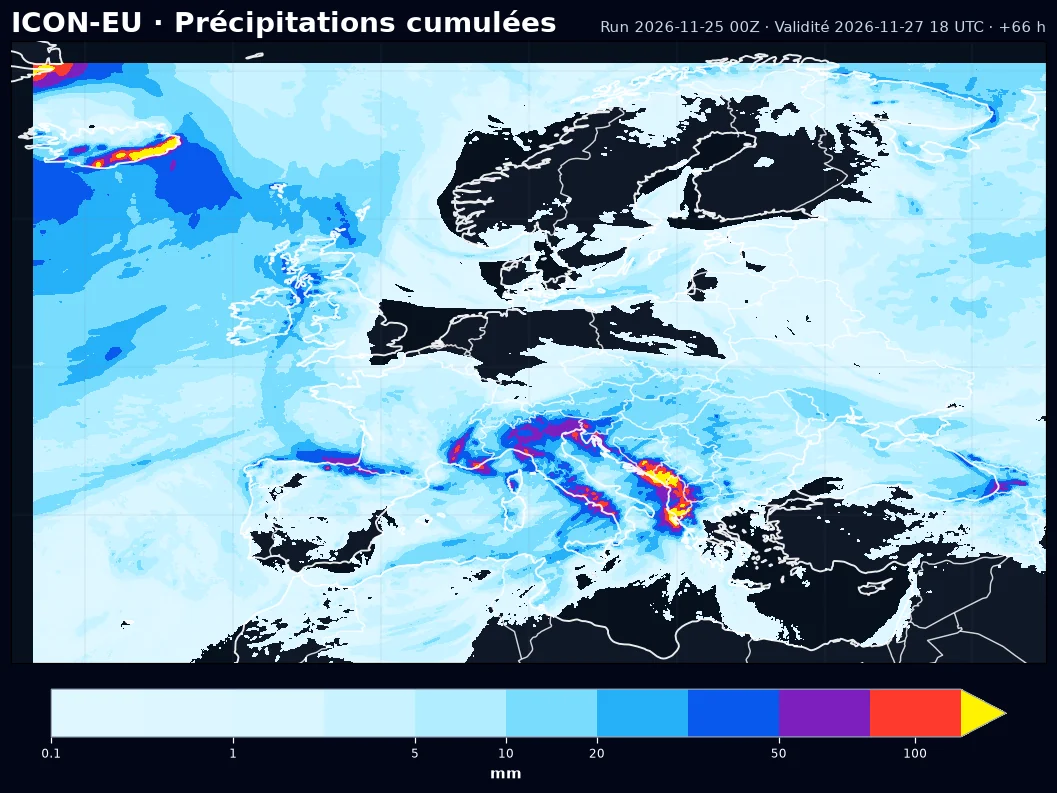 ICON-EU · Précipitations cumulées
Run 2026-11-25 00Z · Validité 2026-11-27 18 UTC · +66 h
0.1 1 5 10 20 50 100
mm